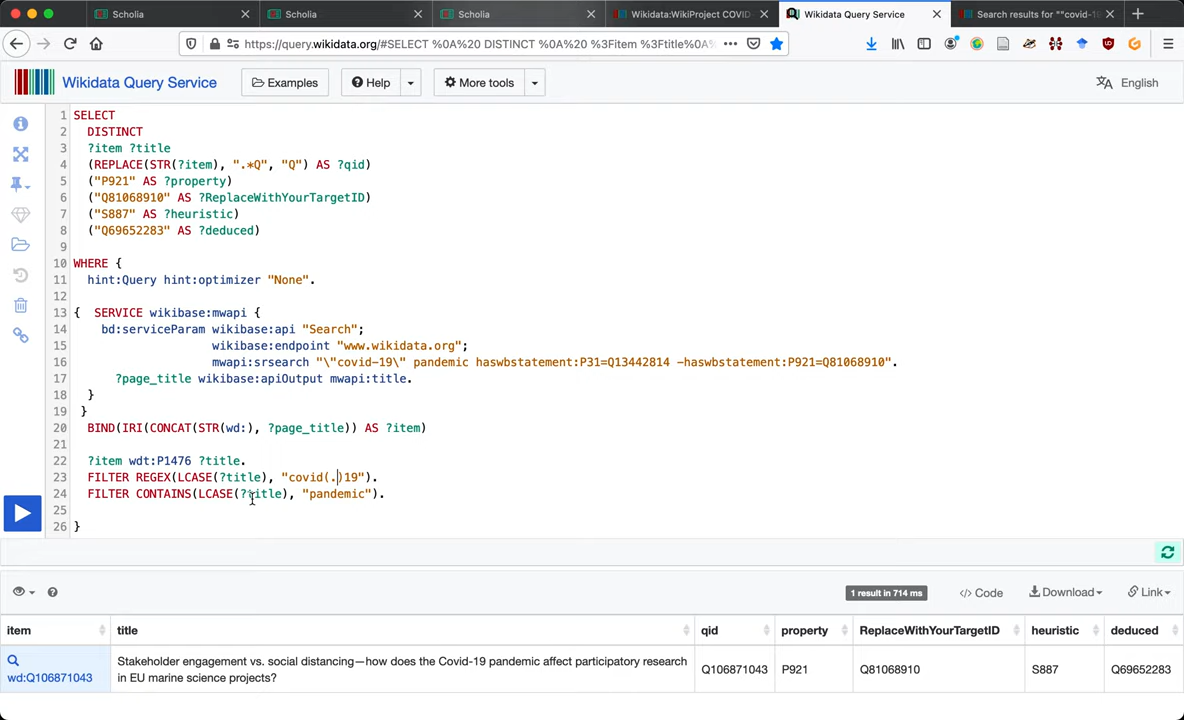 Scholia
Scholia
Scholia
Wikidata:WikiProject COVID-
Wikidata Query Service
Search results for ""covid-19
https://query.wikidata.org/#SELECT %0A%20 DISTINCT %0A%20 %3Fitem %3Ftitle%0A%
Wikidata Query Service
Examples
Help
More tools
English
1 SELECT
2 DISTINCT
3 ?item ?title
4 (REPLACE(STR(?item), ".*Q", "Q") AS ?qid)
5 ("P921" AS ?property)
6 ("Q81068910" AS ?ReplaceWithYourTargetID)
7 ("S887" AS ?heuristic)
8 ("Q69652283" AS ?deduced)
9
10 WHERE {
11 hint:Query hint:optimizer "None".
12
13 { SERVICE wikibase:mwapi {
14 bd:serviceParam wikibase:api "Search";
15 wikibase:endpoint "www.wikidata.org";
16 mwapi:srsearch "\"covid-19\" pandemic haswbstatement:P31=Q13442814 -haswbstatement:P921=Q81068910".
17 ?page_title wikibase:apiOutput mwapi:title.
18 }
19 }
20 BIND(IRI(CONCAT(STR(wd:), ?page_title)) AS ?item)
21
22 ?item wdt:P1476 ?title.
23 FILTER REGEX(LCASE(?title), "covid(.)19").
24 FILTER CONTAINS(LCASE(?title), "pandemic").
25
26 }
1 result in 714 ms
</> Code
Download
Link
item title qid property ReplaceWithYourTargetID heuristic deduced
wd:Q106871043
Stakeholder engagement vs. social distancing—how does the Covid-19 pandemic affect participatory research
in EU marine science projects?
Q106871043 P921 Q81068910 S887 Q69652283